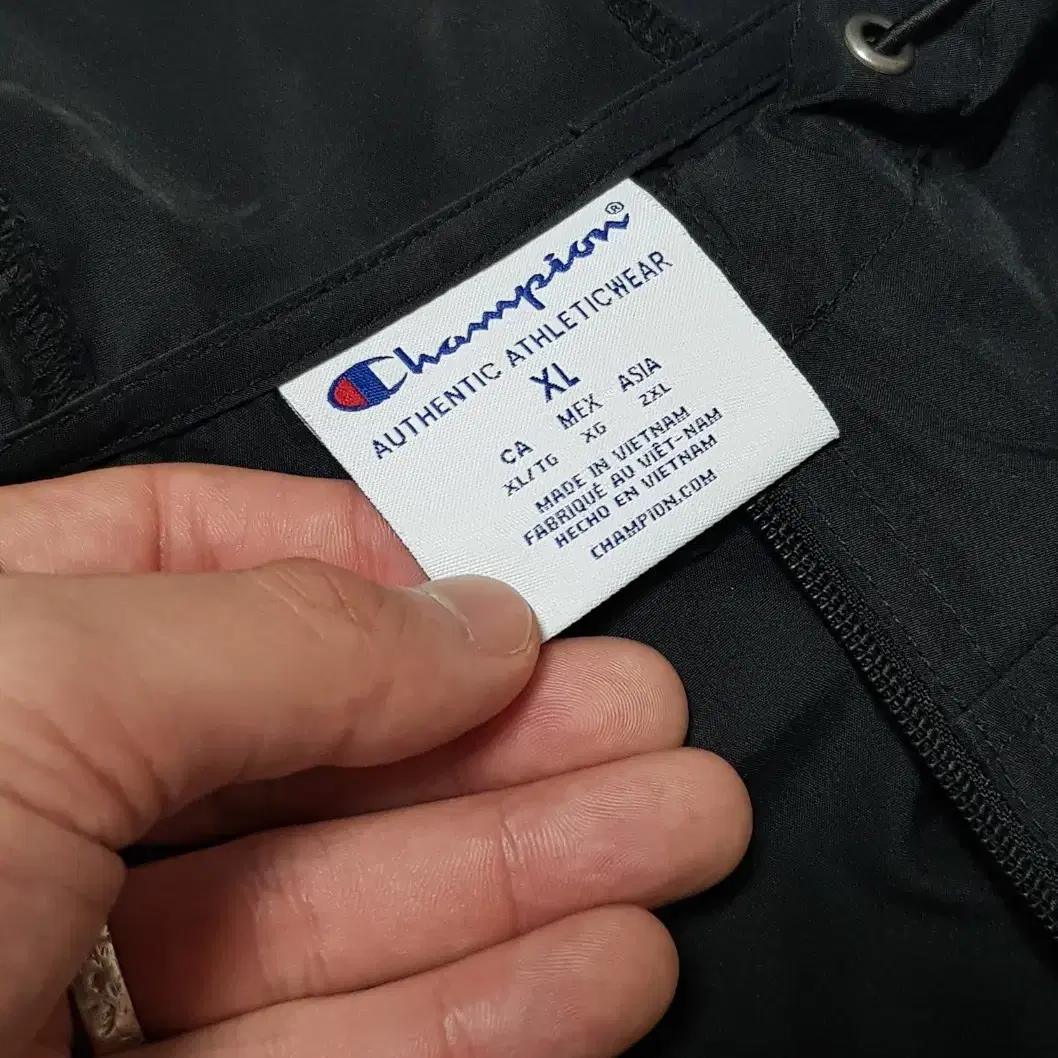 Champion®
AUTHENTIC ATHLETICWEAR
XL
CA MEX ASIA
XL/TG XG 2XL
MADE IN VIETNAM
FABRIQUÉ AU VIÊT-NAM
HECHO EN VIETNAM
CHAMPION.COM